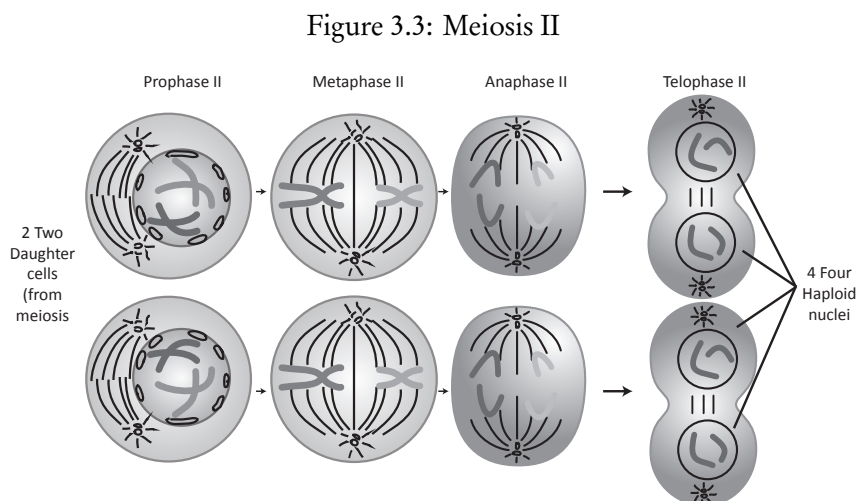 Figure 3.3: Meiosis II
Prophase II
Metaphase II
Anaphase II
Telophase II
2 Two
Daughter
cells
(from
meiosis
4 Four
Haploid
nuclei